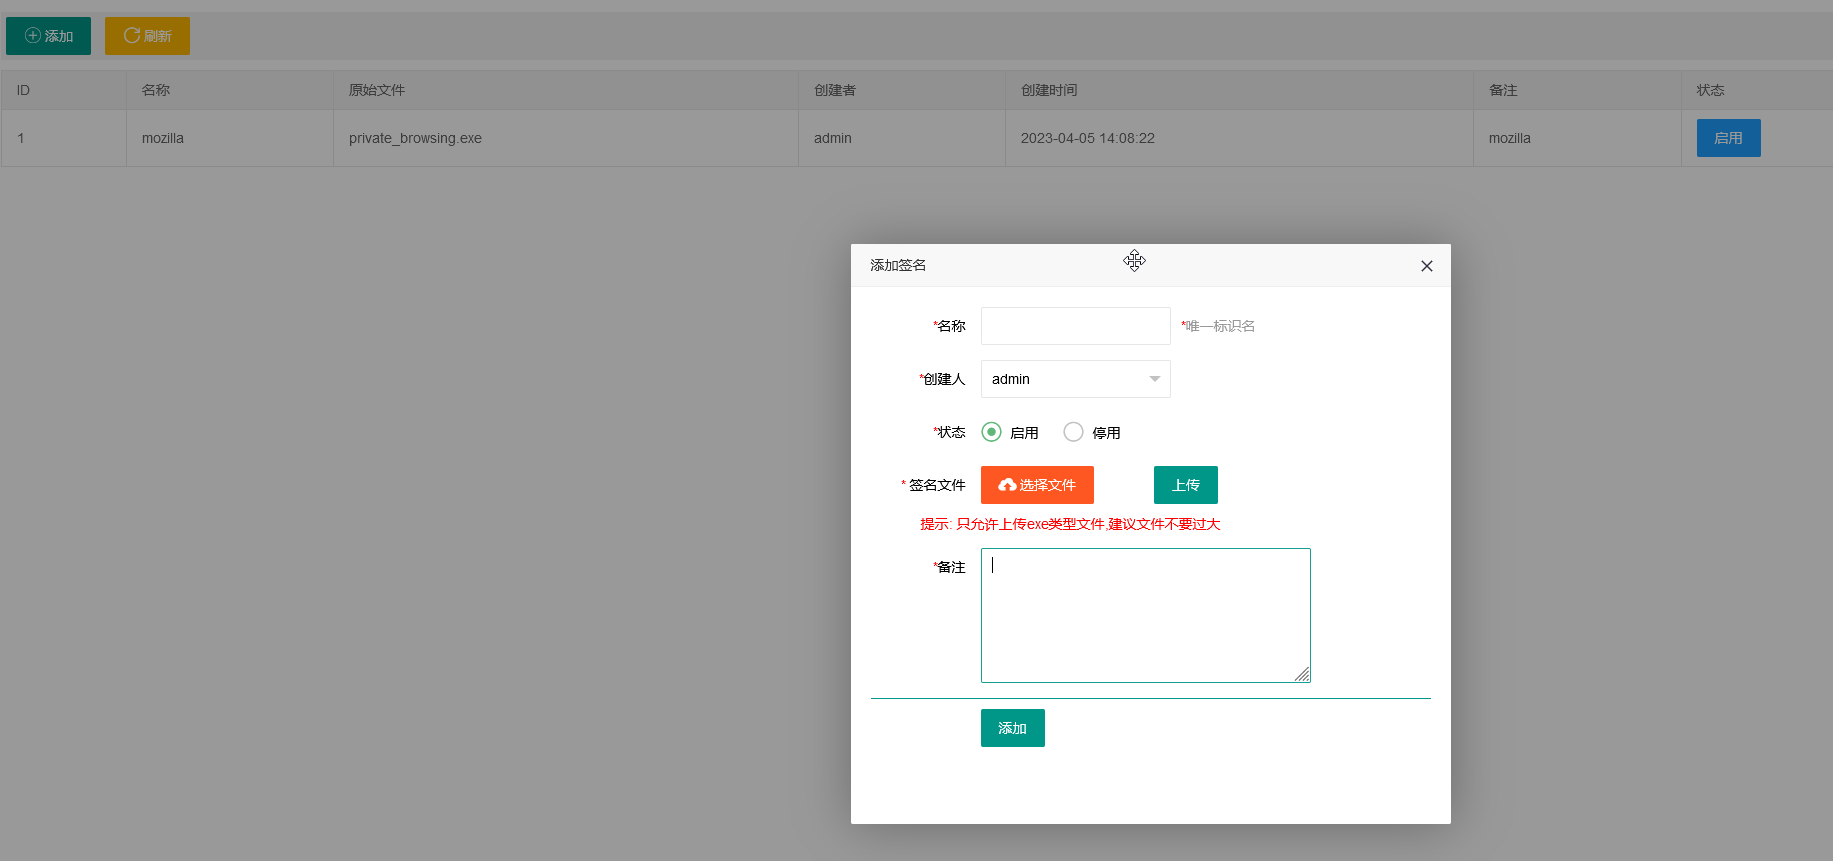 添加 刷新
ID 名称 原始文件 创建者 创建时间 备注 状态
1 mozilla private_browsing.exe admin 2023-04-05 14:08:22 mozilla 启用
添加签名
*名称 *唯一标识名
*创建人 admin
*状态 启用 停用
* 签名文件 选择文件 上传
提示: 只允许上传exe类型文件,建议文件不要过大
*备注
添加